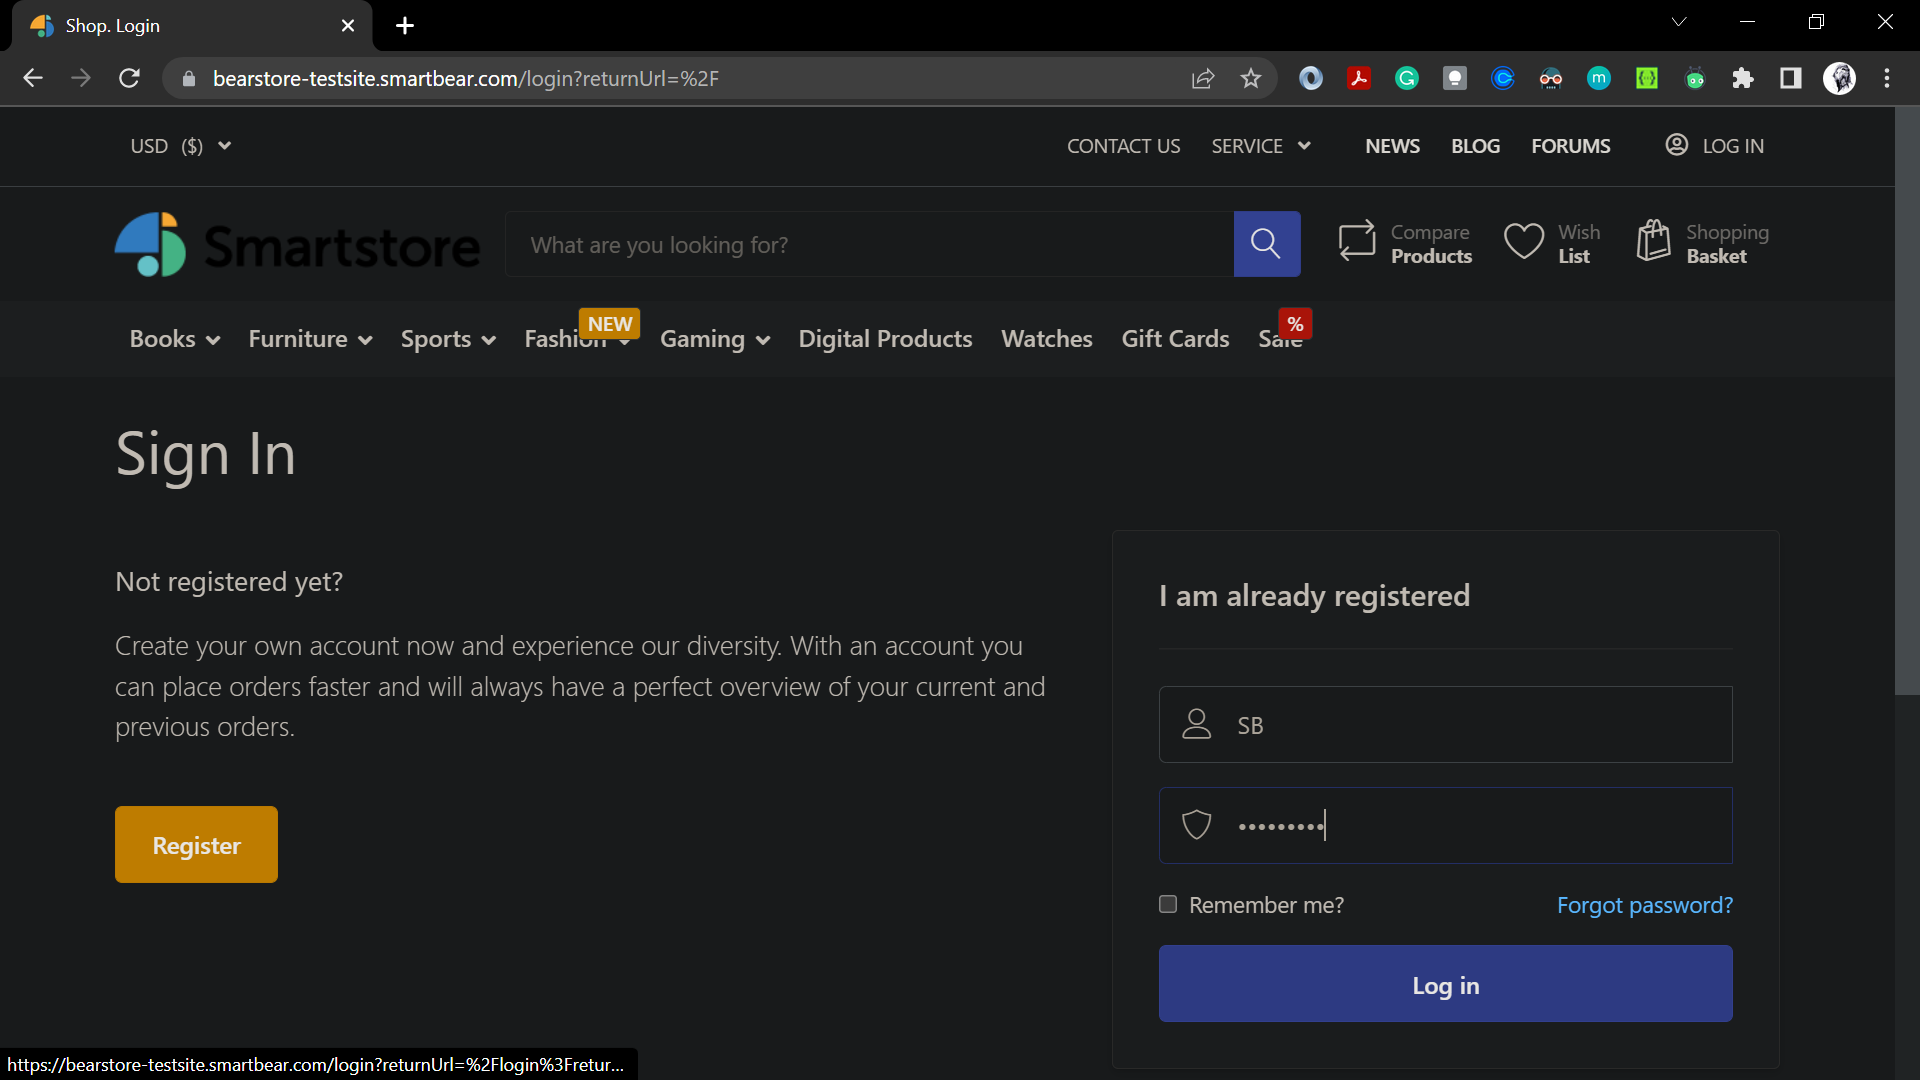 Shop. Login
bearstore-testsite.smartbear.com/login?returnUrl=%2F
USD ($)
CONTACT US SERVICE NEWS BLOG FORUMS LOG IN
Smartstore
What are you looking for?
Compare Products
Wish List
Shopping Basket
Books Furniture Sports Fashion NEW Gaming Digital Products Watches Gift Cards Sale %
Sign In
Not registered yet?
Create your own account now and experience our diversity. With an account you
can place orders faster and will always have a perfect overview of your current and
previous orders.
Register
I am already registered
SB
•••••••••
Remember me? Forgot password?
Log in
https://bearstore-testsite.smartbear.com/login?returnUrl=%2Flogin%3Fretur...